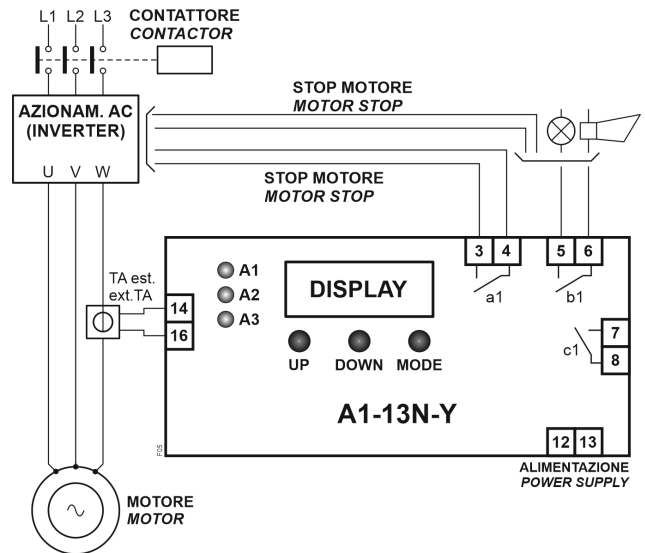 L1 L2 L3
CONTATTORE
CONTACTOR
AZIONAM. AC
(INVERTER)
U V W
STOP MOTORE
MOTOR STOP
STOP MOTORE
MOTOR STOP
3 4 5 6
a1 b1
A1
A2
A3
DISPLAY
TA est.
ext.TA
14
16
7
8
c1
UP DOWN MODE
A1-13N-Y
F05
12 13
ALIMENTAZIONE
POWER SUPPLY
MOTORE
MOTOR